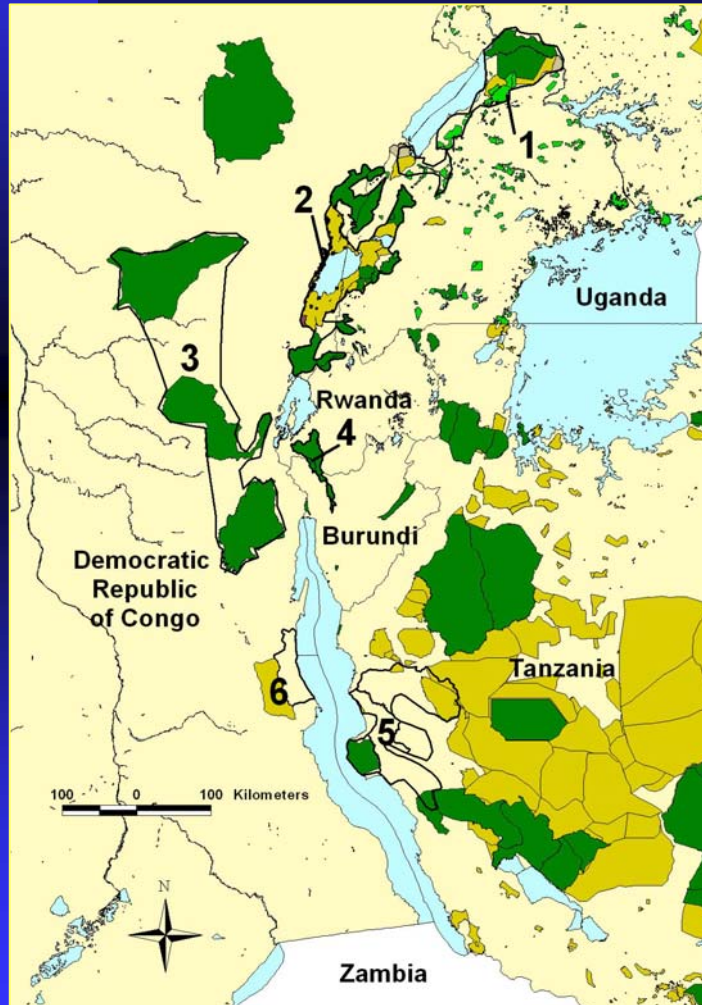 1
2
Uganda
3
Rwanda
4
Burundi
Democratic
Republic
of Congo
Tanzania
6
5
100 0 100 Kilometers
N
Zambia